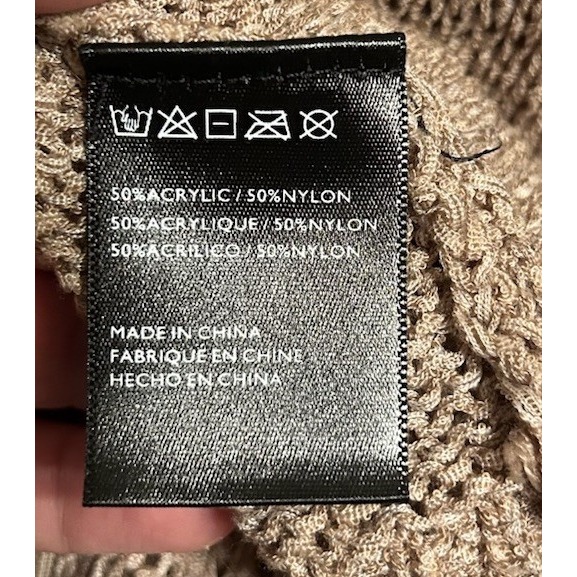 50%ACRYLIC / 50%NYLON
50%ACRYLIQUE / 50%NYLON
50%ACRILICO / 50%NYLON
MADE IN CHINA
FABRIQUE EN CHINE
HECHO EN CHINA